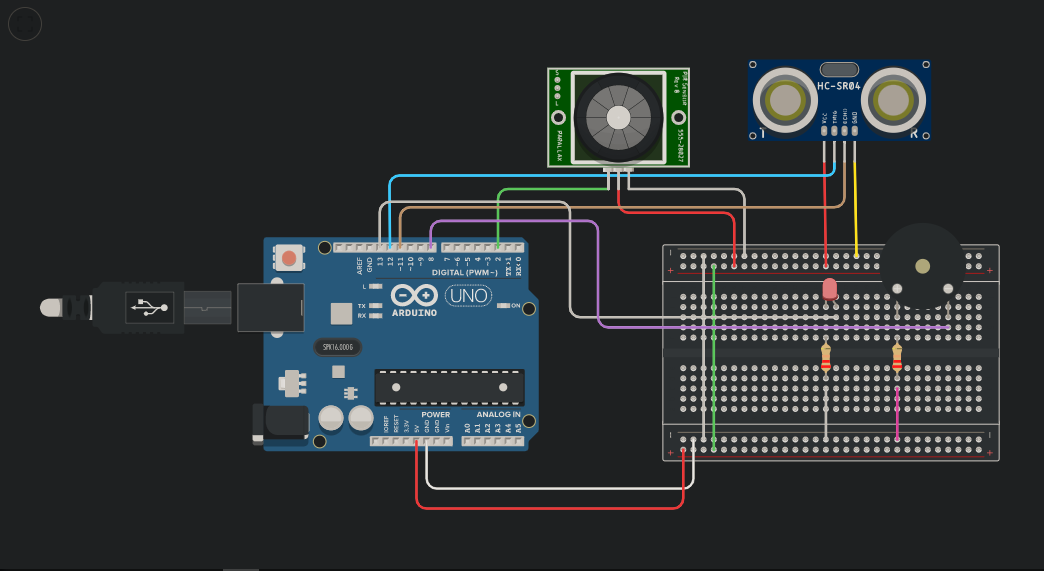 PIR Sensor
Rev B
PARALLAX
555-28027
HC-SR04
VCC
TRIG
ECHO
GND
T
R
AREF
GND
13
12
~11
~10
~9
8
7
~6
~5
4
~3
2
TX>1
RX<0
DIGITAL (PWM~)
L
TX
RX
ARDUINO
UNO
ON
SPK16.000G
POWER
ANALOG IN
IOREF
RESET
3.3V
5V
GND
GND
Vin
A0
A1
A2
A3
A4
A5
+
+
+
+